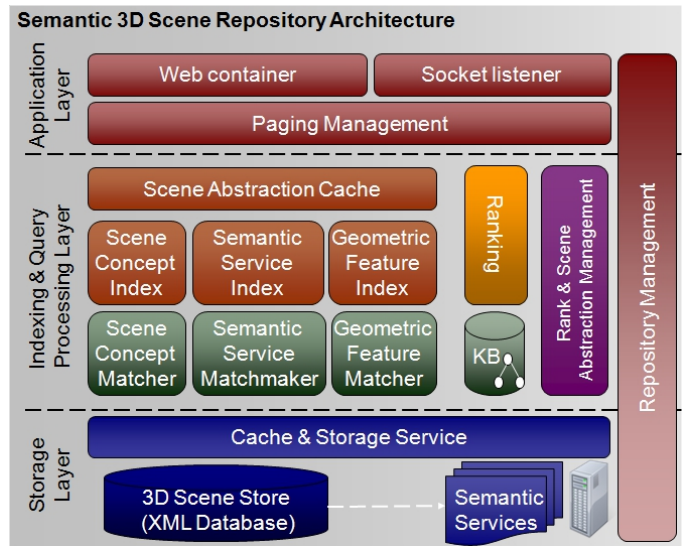 Semantic 3D Scene Repository Architecture
Application
Layer
Web container
Socket listener
Paging Management
Indexing & Query
Processing Layer
Scene Abstraction Cache
Scene
Concept
Index
Semantic
Service
Index
Geometric
Feature
Index
Ranking
Rank & Scene
Abstraction Management
Scene
Concept
Matcher
Semantic
Service
Matchmaker
Geometric
Feature
Matcher
KB
Repository Management
Storage
Layer
Cache & Storage Service
3D Scene Store
(XML Database)
Semantic
Services